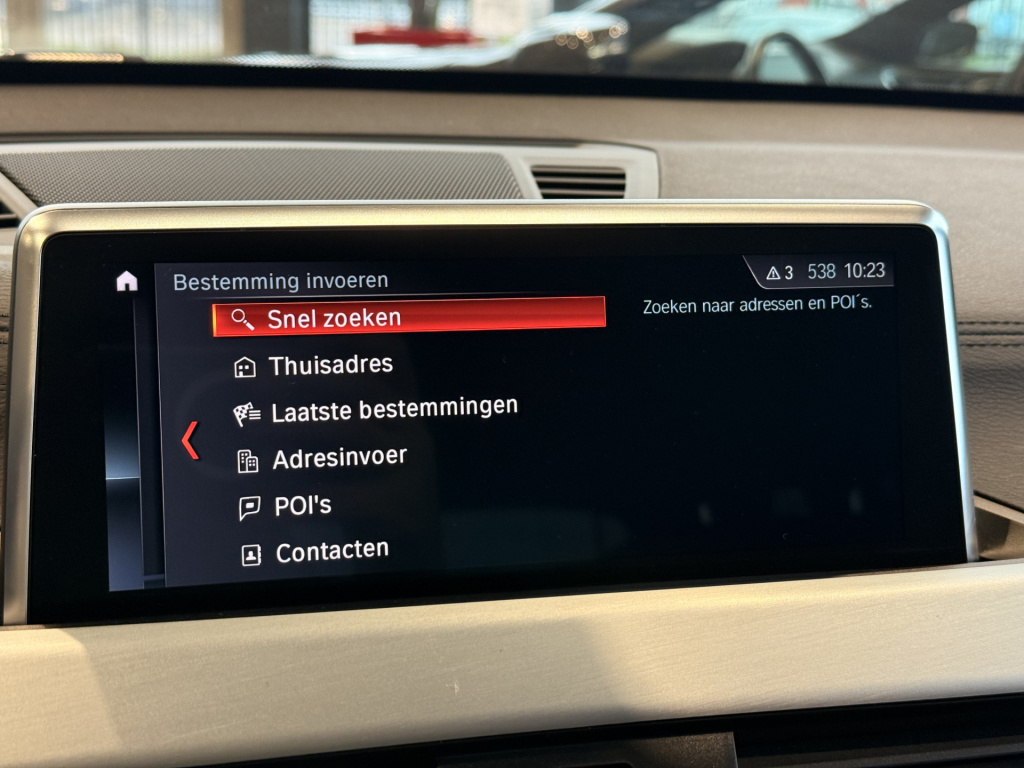 Bestemming invoeren
3 538 10:23
Snel zoeken
Zoeken naar adressen en POI´s.
Thuisadres
Laatste bestemmingen
Adresinvoer
POI's
Contacten